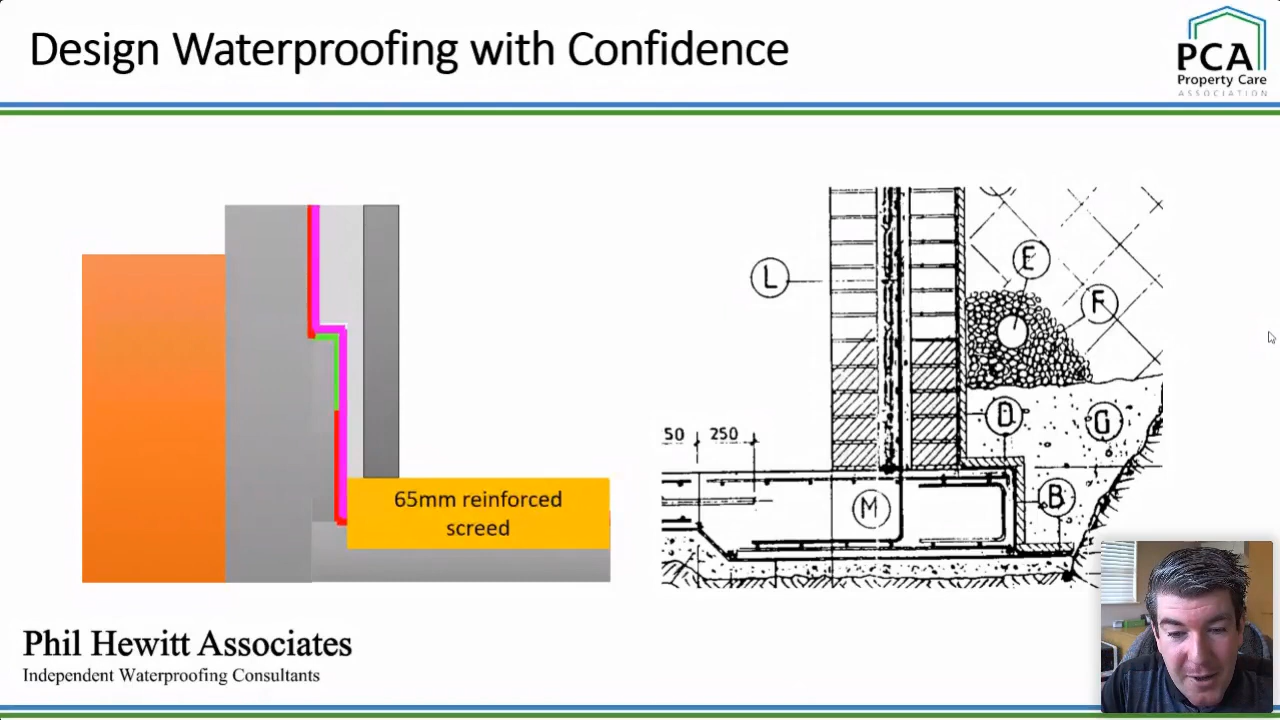 Design Waterproofing with Confidence
PCA
Property Care
ASSOCIATION
65mm reinforced
screed
L
E
F
D
G
50
250
M
B
Phil Hewitt Associates
Independent Waterproofing Consultants